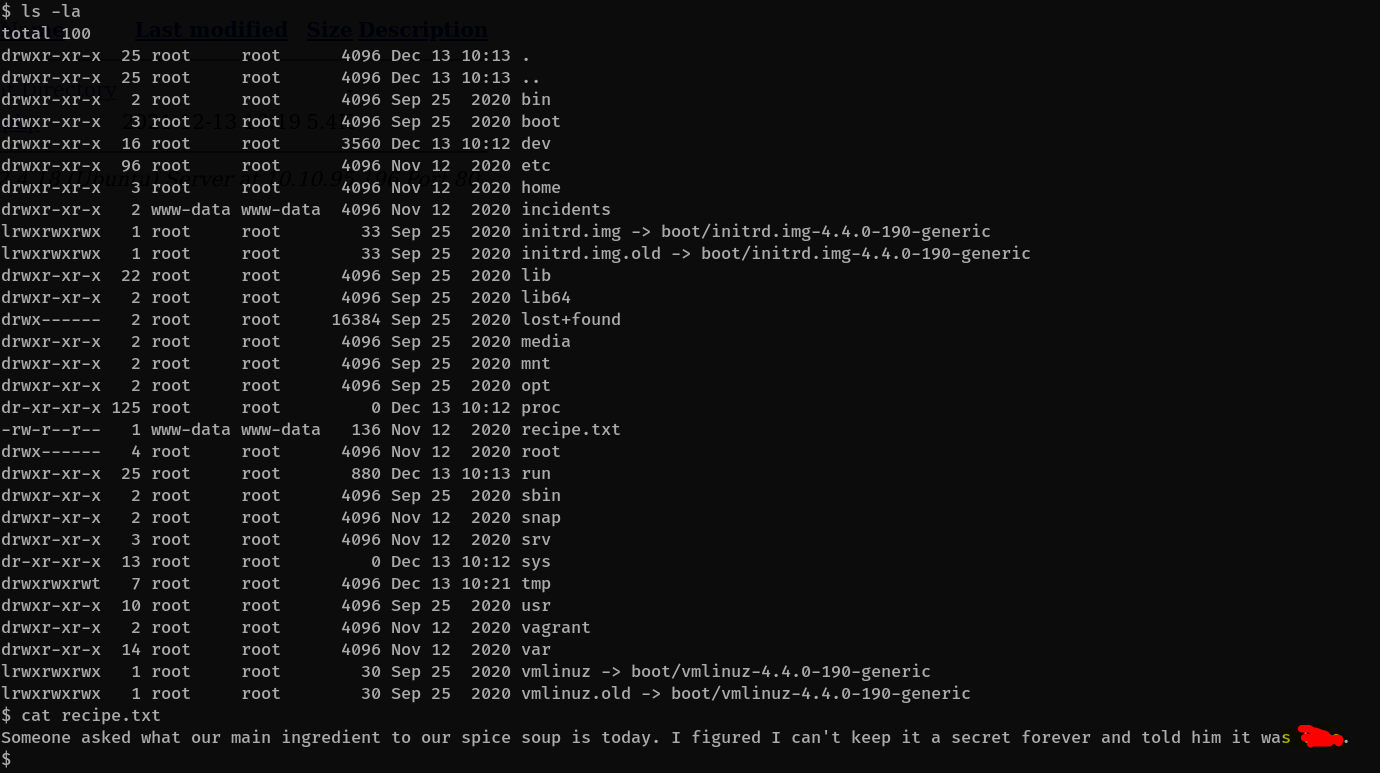 $ ls -la
Last modified Size Description
total 100
drwxr-xr-x  25 root     root      4096 Dec 13 10:13 .
drwxr-xr-x  25 root     root      4096 Dec 13 10:13 ..
Directory
drwxr-xr-x   2 root     root      4096 Sep 25  2020 bin
drwxr-xr-x   3 root     root      4096 Sep 25  2020 boot
drwxr-xr-x  16 root     root      3560 Dec 13 10:12 dev
drwxr-xr-x  96 root     root      4096 Nov 12  2020 etc
(Ubuntu) Server at
drwxr-xr-x   3 root     root      4096 Nov 12  2020 home
drwxr-xr-x   2 www-data www-data  4096 Nov 12  2020 incidents
lrwxrwxrwx   1 root     root        33 Sep 25  2020 initrd.img -> boot/initrd.img-4.4.0-190-generic
lrwxrwxrwx   1 root     root        33 Sep 25  2020 initrd.img.old -> boot/initrd.img-4.4.0-190-generic
drwxr-xr-x  22 root     root      4096 Sep 25  2020 lib
drwxr-xr-x   2 root     root      4096 Sep 25  2020 lib64
drwx------   2 root     root     16384 Sep 25  2020 lost+found
drwxr-xr-x   2 root     root      4096 Sep 25  2020 media
drwxr-xr-x   2 root     root      4096 Sep 25  2020 mnt
drwxr-xr-x   2 root     root      4096 Sep 25  2020 opt
dr-xr-xr-x 125 root     root         0 Dec 13 10:12 proc
-rw-r--r--   1 www-data www-data   136 Nov 12  2020 recipe.txt
drwx------   4 root     root      4096 Nov 12  2020 root
drwxr-xr-x  25 root     root       880 Dec 13 10:13 run
drwxr-xr-x   2 root     root      4096 Sep 25  2020 sbin
drwxr-xr-x   2 root     root      4096 Nov 12  2020 snap
drwxr-xr-x   3 root     root      4096 Nov 12  2020 srv
dr-xr-xr-x  13 root     root         0 Dec 13 10:12 sys
drwxrwxrwt   7 root     root      4096 Dec 13 10:21 tmp
drwxr-xr-x  10 root     root      4096 Sep 25  2020 usr
drwxr-xr-x   2 root     root      4096 Nov 12  2020 vagrant
drwxr-xr-x  14 root     root      4096 Nov 12  2020 var
lrwxrwxrwx   1 root     root        30 Sep 25  2020 vmlinuz -> boot/vmlinuz-4.4.0-190-generic
lrwxrwxrwx   1 root     root        30 Sep 25  2020 vmlinuz.old -> boot/vmlinuz-4.4.0-190-generic
$ cat recipe.txt
Someone asked what our main ingredient to our spice soup is today. I figured I can't keep it a secret forever and told him it was .
$